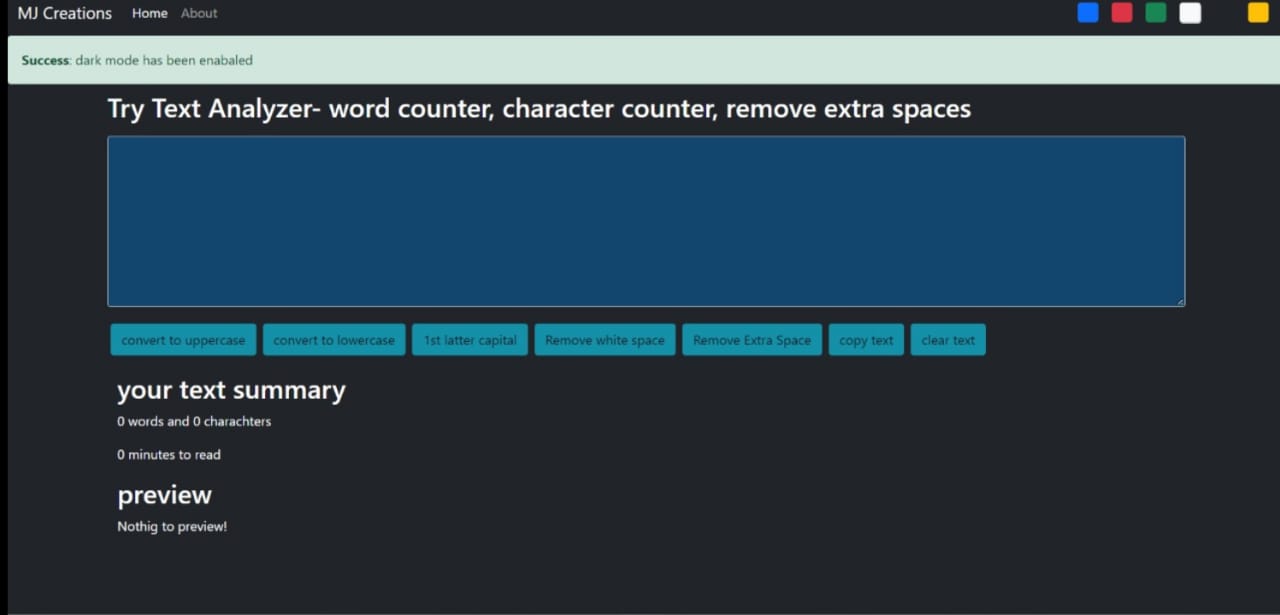 MJ Creations Home About
Success: dark mode has been enabaled
Try Text Analyzer- word counter, character counter, remove extra spaces
convert to uppercase convert to lowercase 1st latter capital Remove white space Remove Extra Space copy text clear text
your text summary
0 words and 0 charachters
0 minutes to read
preview
Nothig to preview!